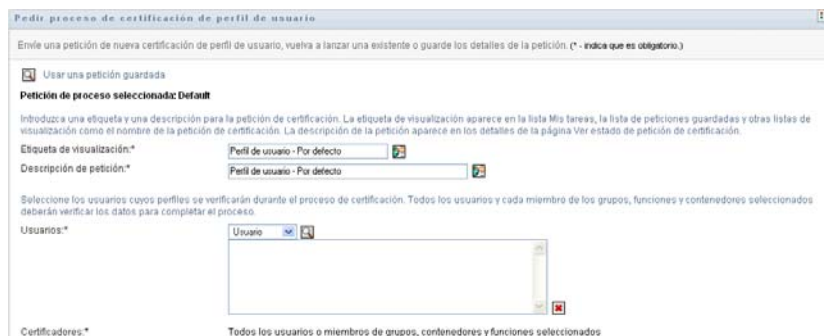 Pedir proceso de certificación de perfil de usuario
Envíe una petición de nueva certificación de perfil de usuario, vuelva a lanzar una existente o guarde los detalles de la petición. (* - indica que es obligatorio.)
Usar una petición guardada
Petición de proceso seleccionada: Default
Introduzca una etiqueta y una descripción para la petición de certificación. La etiqueta de visualización aparece en la lista Mis tareas, la lista de peticiones guardadas y otras listas de
visualización como el nombre de la petición de certificación. La descripción de la petición aparece en los detalles de la página Ver estado de petición de certificación.
Etiqueta de visualización:* Perfil de usuario - Por defecto
Descripción de petición:* Perfil de usuario - Por defecto
Seleccione los usuarios cuyos perfiles se verificarán durante el proceso de certificación. Todos los usuarios y cada miembro de los grupos, funciones y contenedores seleccionados
deberán verificar los datos para completar el proceso.
Usuarios:* Usuario
Certificadores:* Todos los usuarios o miembros de grupos, contenedores y funciones seleccionados